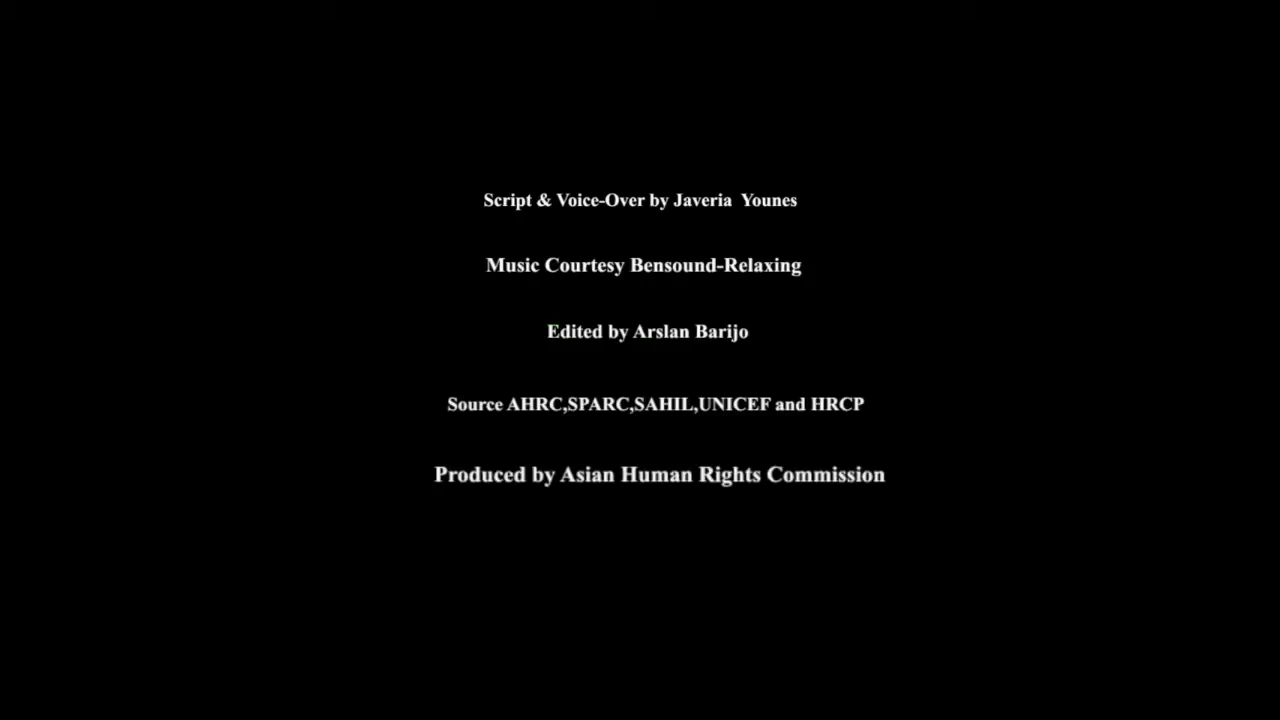 Script & Voice-Over by Javeria  Younes
Music Courtesy Bensound-Relaxing
Edited by Arslan Barijo
Source AHRC,SPARC,SAHIL,UNICEF and HRCP
Produced by Asian Human Rights Commission